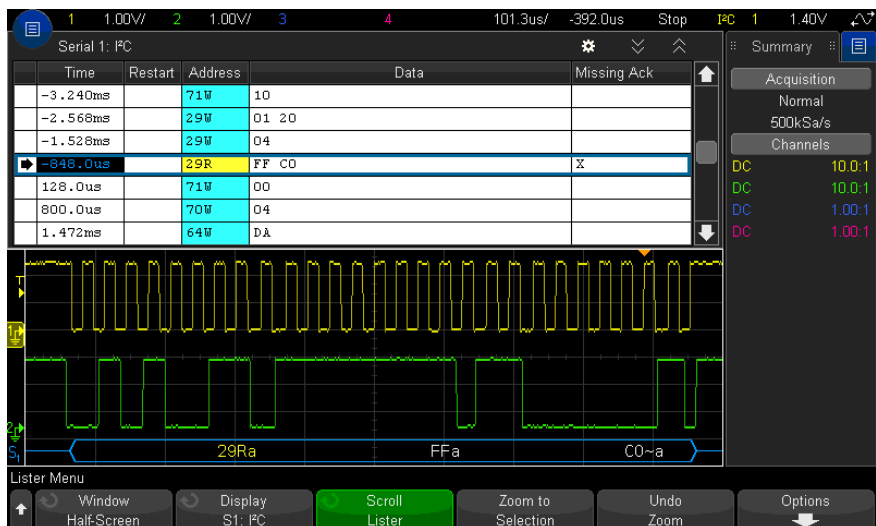 1 1.00V/ 2 1.00V/ 3 4 101.3us/ -392.0us Stop I²C 1 1.40V
Serial 1: I²C
Summary
Time Restart Address Data Missing Ack
-3.240ms 71W 10
-2.568ms 29W 01 20
-1.528ms 29W 04
-848.0us 29R FF C0 X
128.0us 71W 00
800.0us 70W 04
1.472ms 64W DA
Acquisition
Normal
500kSa/s
Channels
DC 10.0:1
DC 10.0:1
DC 1.00:1
DC 1.00:1
T
1
2
S1 29Ra FFa C0~a
Lister Menu
Window Half-Screen
Display S1: I²C
Scroll Lister
Zoom to Selection
Undo Zoom
Options